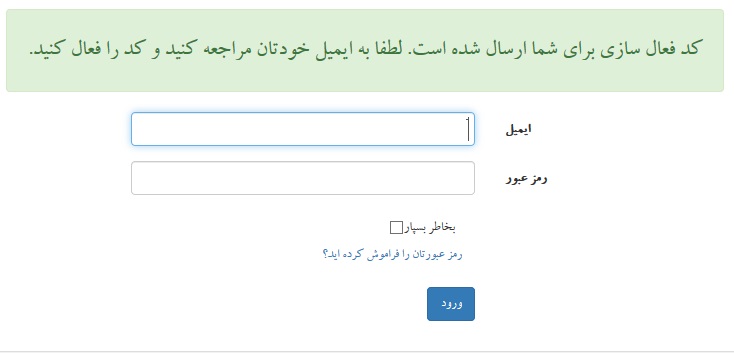 کد فعال سازی برای شما ارسال شده است. لطفا به ایمیل خودتان مراجعه کنید و کد را فعال کنید.
ایمیل
رمز عبور
بخاطر بسپار
رمز عبورتان را فراموش کرده اید؟
ورود